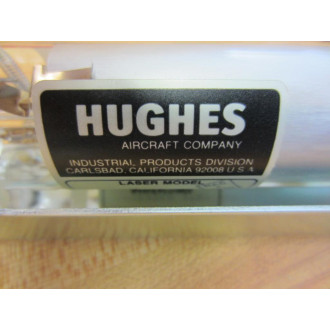 HUGHES
AIRCRAFT COMPANY
INDUSTRIAL PRODUCTS DIVISION
CARLSBAD, CALIFORNIA 92008 U S A
LASER MODEL